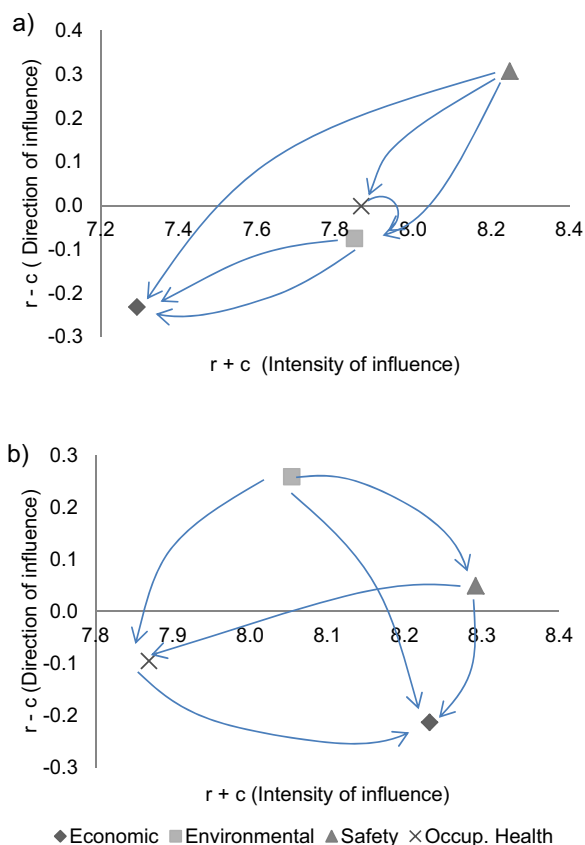 a)
0.4
0.3
0.2
0.1
0.0
-0.1
-0.2
-0.3
7.2 7.4 7.6 7.8 8.0 8.2 8.4
r - c ( Direction of influence)
r + c (Intensity of influence)
b)
0.3
0.2
0.1
0.0
-0.1
-0.2
-0.3
7.8 7.9 8.0 8.1 8.2 8.3 8.4
r - c (Direction of influence)
r + c (Intensity of influence)
Economic Environmental Safety Occup. Health